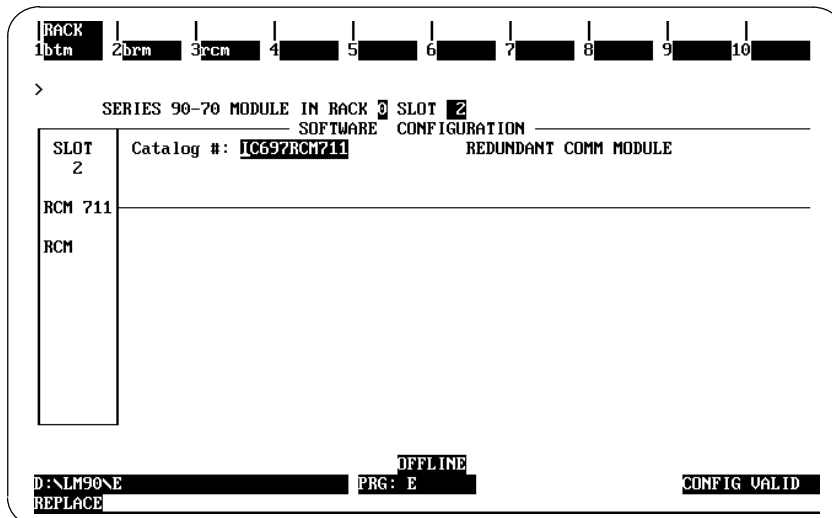 RACK
1btm 2brm 3rcm 4 5 6 7 8 9 10
>
SERIES 90-70 MODULE IN RACK 0 SLOT 2
SOFTWARE CONFIGURATION
SLOT Catalog #: IC697RCM711 REDUNDANT COMM MODULE
2
RCM 711
RCM
OFFLINE
D:\LM90\E PRG: E CONFIG VALID
REPLACE